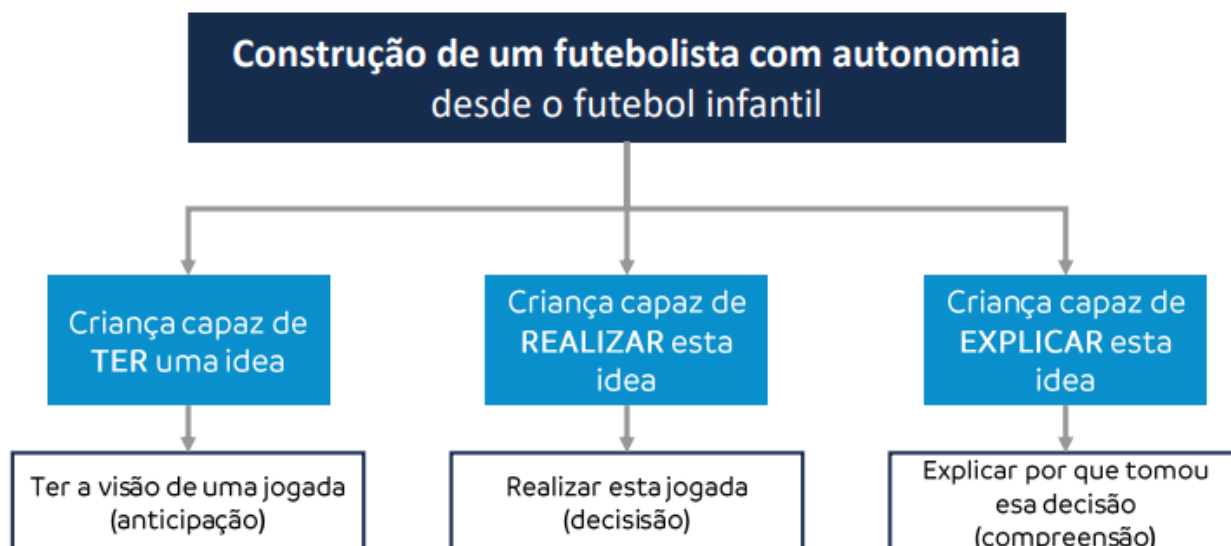 Construção de um futebolista com autonomia
desde o futebol infantil
Criança capaz de
TER uma idea
Criança capaz de
REALIZAR esta
idea
Criança capaz de
EXPLICAR esta
idea
Ter a visão de uma jogada
(anticipação)
Realizar esta jogada
(decisisão)
Explicar por que tomou
esa decisão
(compreensão)